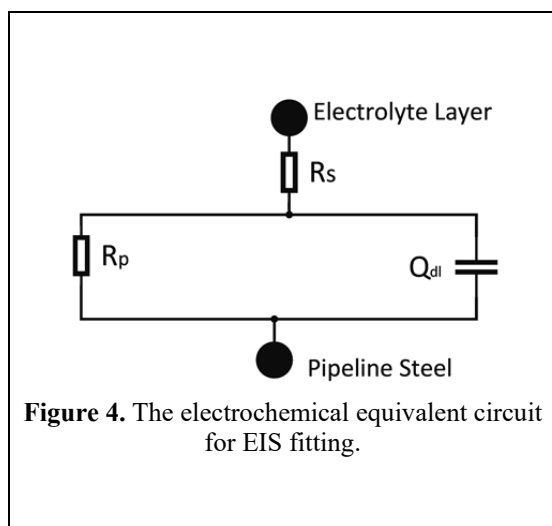 Electrolyte Layer
Rs
Rp
Qdl
Pipeline Steel
Figure 4. The electrochemical equivalent circuit
for EIS fitting.